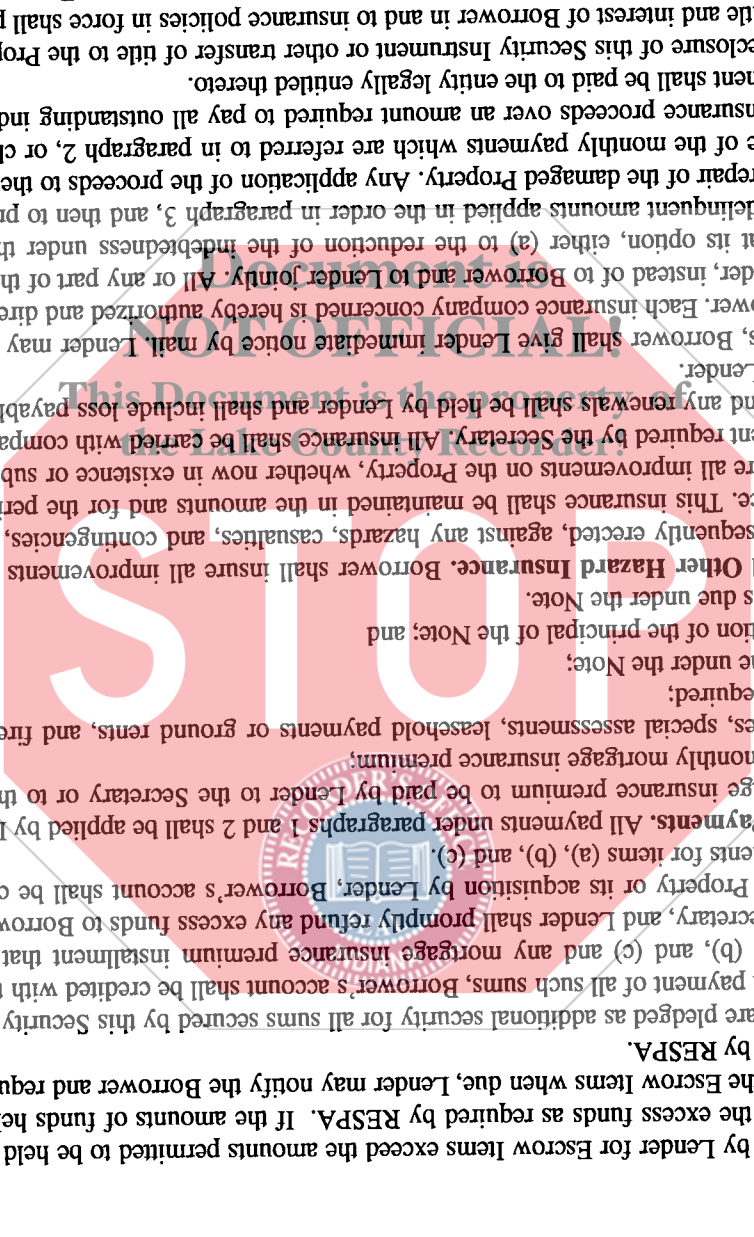 by Lender for Escrow Items exceed the amounts permitted to be held
the excess funds as required by RESPA. If the amounts of funds hel
he Escrow Items when due, Lender may notify the Borrower and requ
by RESPA.
are pledged as additional security for all sums secured by this Security
payment of all such sums, Borrower's account shall be credited with t
(b), and (c) and any mortgage insurance premium installment that
ecretary, and Lender shall promptly refund any excess funds to Borrow
Property or its acquisition by Lender, Borrower's account shall be c
ents for items (a), (b), and (c).
ayments. All payments under paragraphs 1 and 2 shall be applied by L
ge insurance premium to be paid by Lender to the Secretary or to th
monthly mortgage insurance premium;
es, special assessments, leasehold payments or ground rents, and fire
equired;
e under the Note;
tion of the principal of the Note; and
s due under the Note.
Other Hazard Insurance. Borrower shall insure all improvements
sequently erected, against any hazards, casualties, and contingencies,
ce. This insurance shall be maintained in the amounts and for the peri
re all improvements on the Property, whether now in existence or sub
ent required by the Secretary. All insurance shall be carried with compa
nd any renewals shall be held by Lender and shall include loss payabl
Lender.
s, Borrower shall give Lender immediate notice by mail. Lender may
ower. Each insurance company concerned is hereby authorized and dire
der, instead of to Borrower and to Lender jointly. All or any part of th
at its option, either (a) to the reduction of the indebtedness under th
delinquent amounts applied in the order in paragraph 3, and then to pr
repair of the damaged Property. Any application of the proceeds to the
e of the monthly payments which are referred to in paragraph 2, or ch
nsurance proceeds over an amount required to pay all outstanding ind
ent shall be paid to the entity legally entitled thereto.
eclosure of this Security Instrument or other transfer of title to the Prop
tle and interest of Borrower in and to insurance policies in force shall p
Document is
NOT OFFICIAL!
This Document is the property of
the Lake County Recorder!
STOP